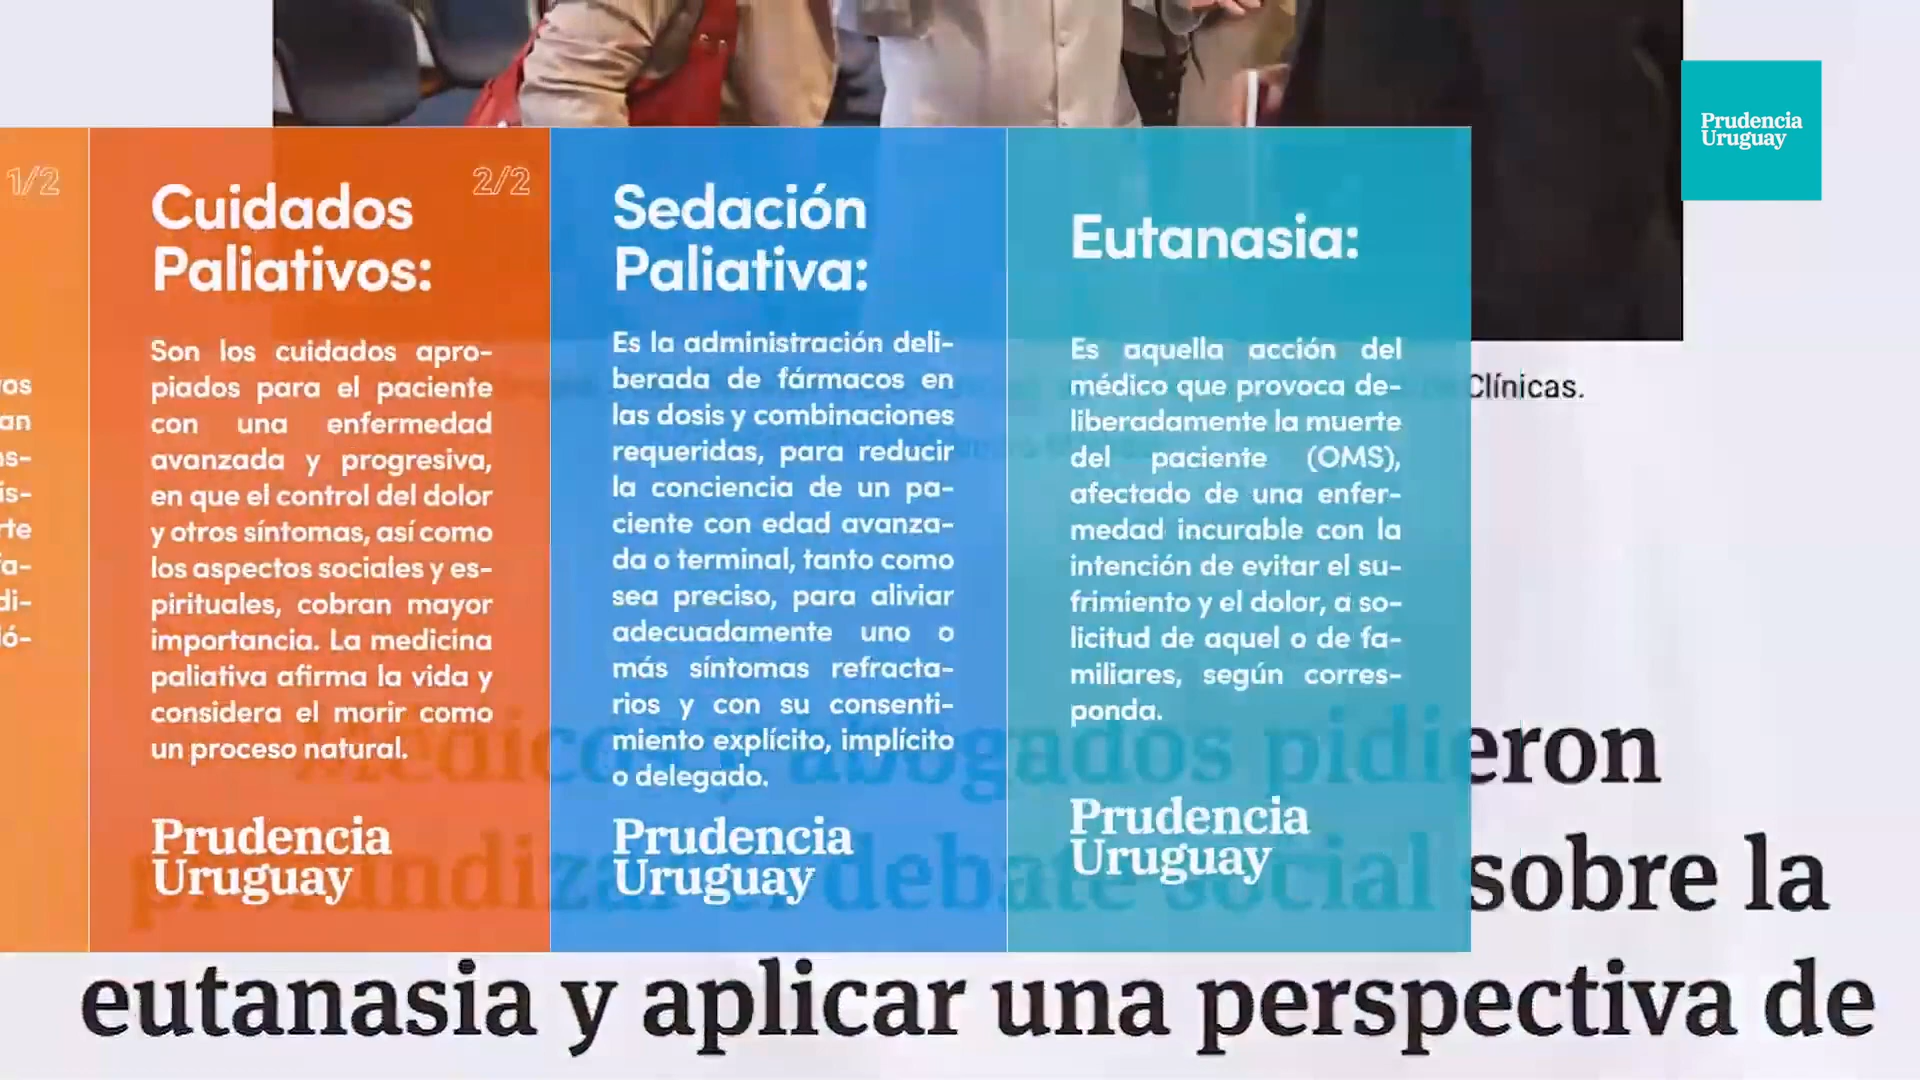 Prudencia
Uruguay
1/2
Cuidados
Paliativos:
2/2
Son los cuidados apro-
piados para el paciente
con una enfermedad
avanzada y progresiva,
en que el control del dolor
y otros síntomas, así como
los aspectos sociales y es-
pirituales, cobran mayor
importancia. La medicina
paliativa afirma la vida y
considera el morir como
un proceso natural.
Prudencia
Uruguay
Sedación
Paliativa:
Es la administración deli-
berada de fármacos en
las dosis y combinaciones
requeridas, para reducir
la conciencia de un pa-
ciente con edad avanza-
da o terminal, tanto como
sea preciso, para aliviar
adecuadamente uno o
más síntomas refracta-
rios y con su consenti-
miento explícito, implícito
o delegado.
Prudencia
Uruguay
Eutanasia:
Es aquella acción del
médico que provoca de-
liberadamente la muerte
del paciente (OMS),
afectado de una enfer-
medad incurable con la
intención de evitar el su-
frimiento y el dolor, a so-
licitud de aquel o de fa-
miliares, según corres-
ponda.
Prudencia
Uruguay
Clínicas.
Médicos y abogados pidieron
profundizar el debate social sobre la
eutanasia y aplicar una perspectiva de